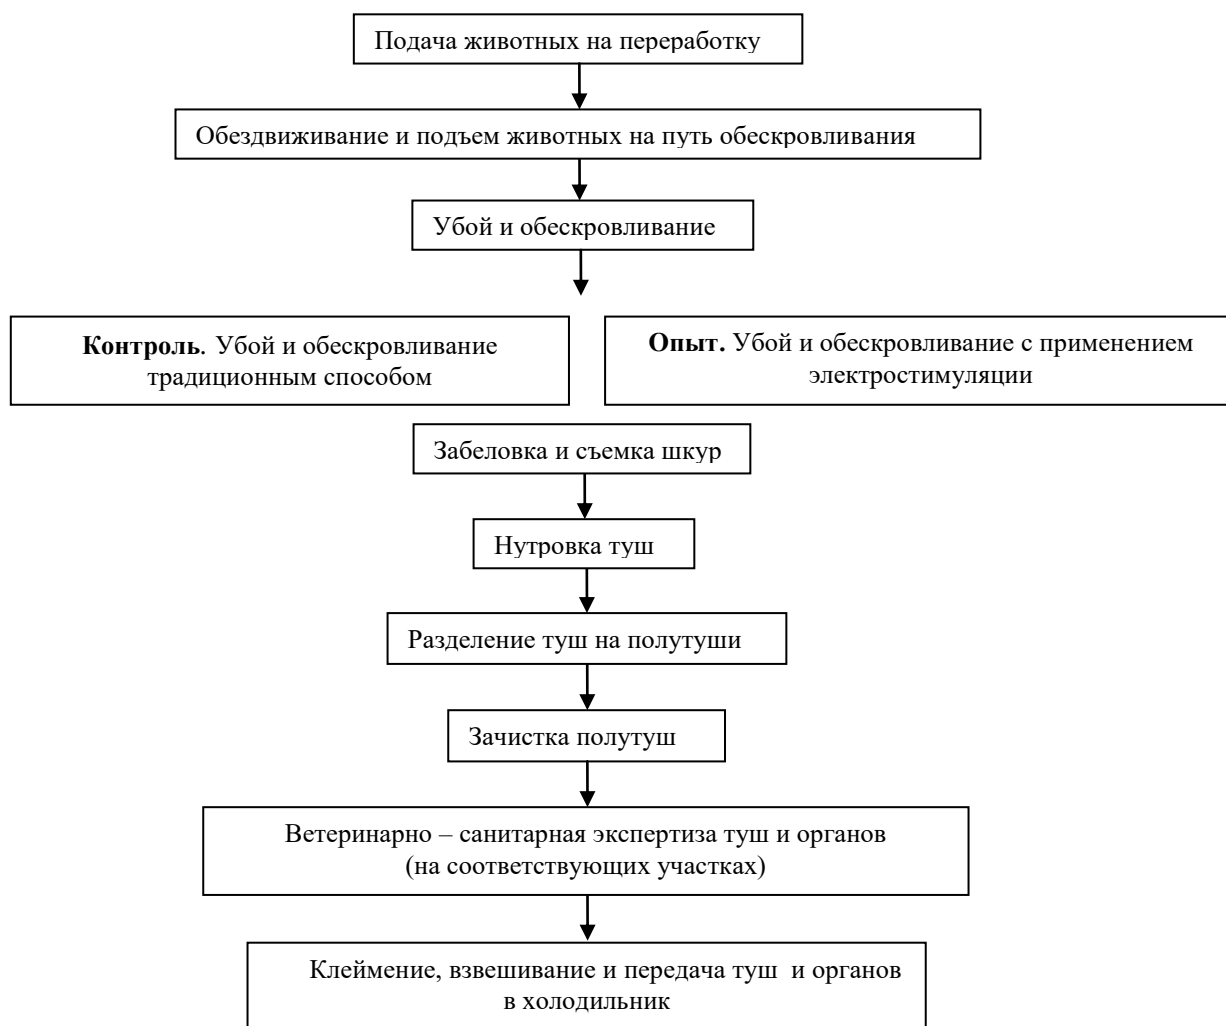 Подача животных на переработку
Обездвиживание и подъем животных на путь обескровливания
Убой и обескровливание
Контроль. Убой и обескровливание
традиционным способом
Опыт. Убой и обескровливание с применением
электростимуляции
Забеловка и съемка шкур
Нутровка туш
Разделение туш на полутуши
Зачистка полутуш
Ветеринарно – санитарная экспертиза туш и органов
(на соответствующих участках)
Клеймение, взвешивание и передача туш и органов
в холодильник